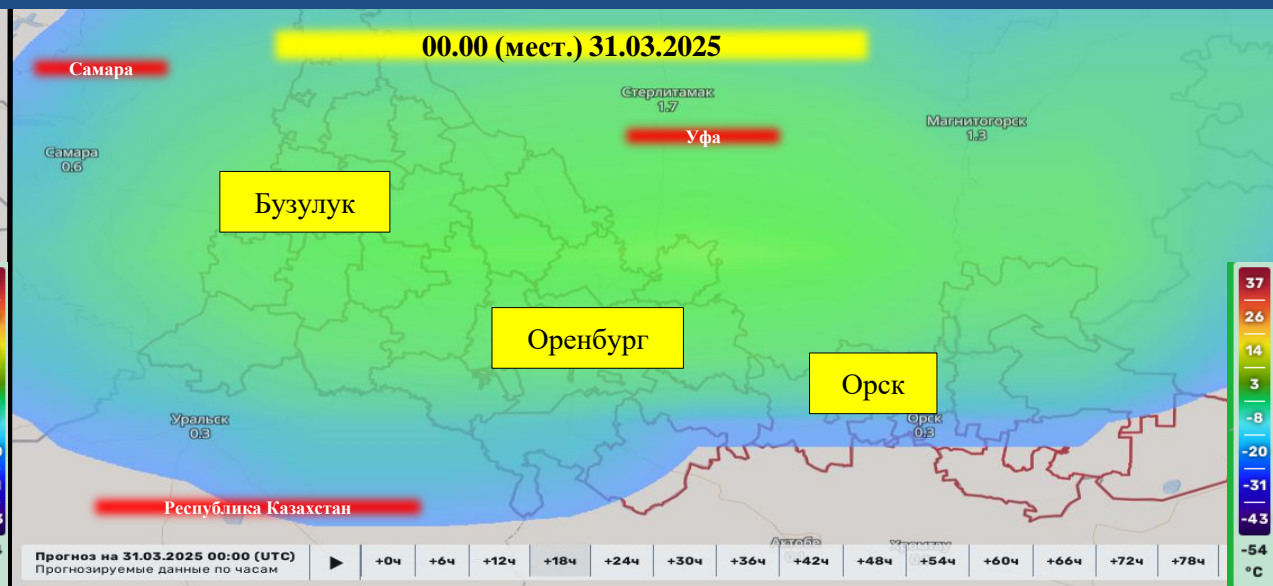 00.00 (мест.) 31.03.2025
Самара
Стерлитамак
1.7
Магнитогорск
1.3
Уфа
Самара
0.6
Бузулук
Оренбург
Орск
Орск
0.3
Уральск
0.3
Республика Казахстан
Актобе
Хромтау
Прогноз на 31.03.2025 00:00 (UTC)
Прогнозируемые данные по часам
+0ч +6ч +12ч +18ч +24ч +30ч +36ч +42ч +48ч +54ч +60ч +66ч +72ч +78ч
37
26
14
3
-8
-20
-31
-43
-54
°C